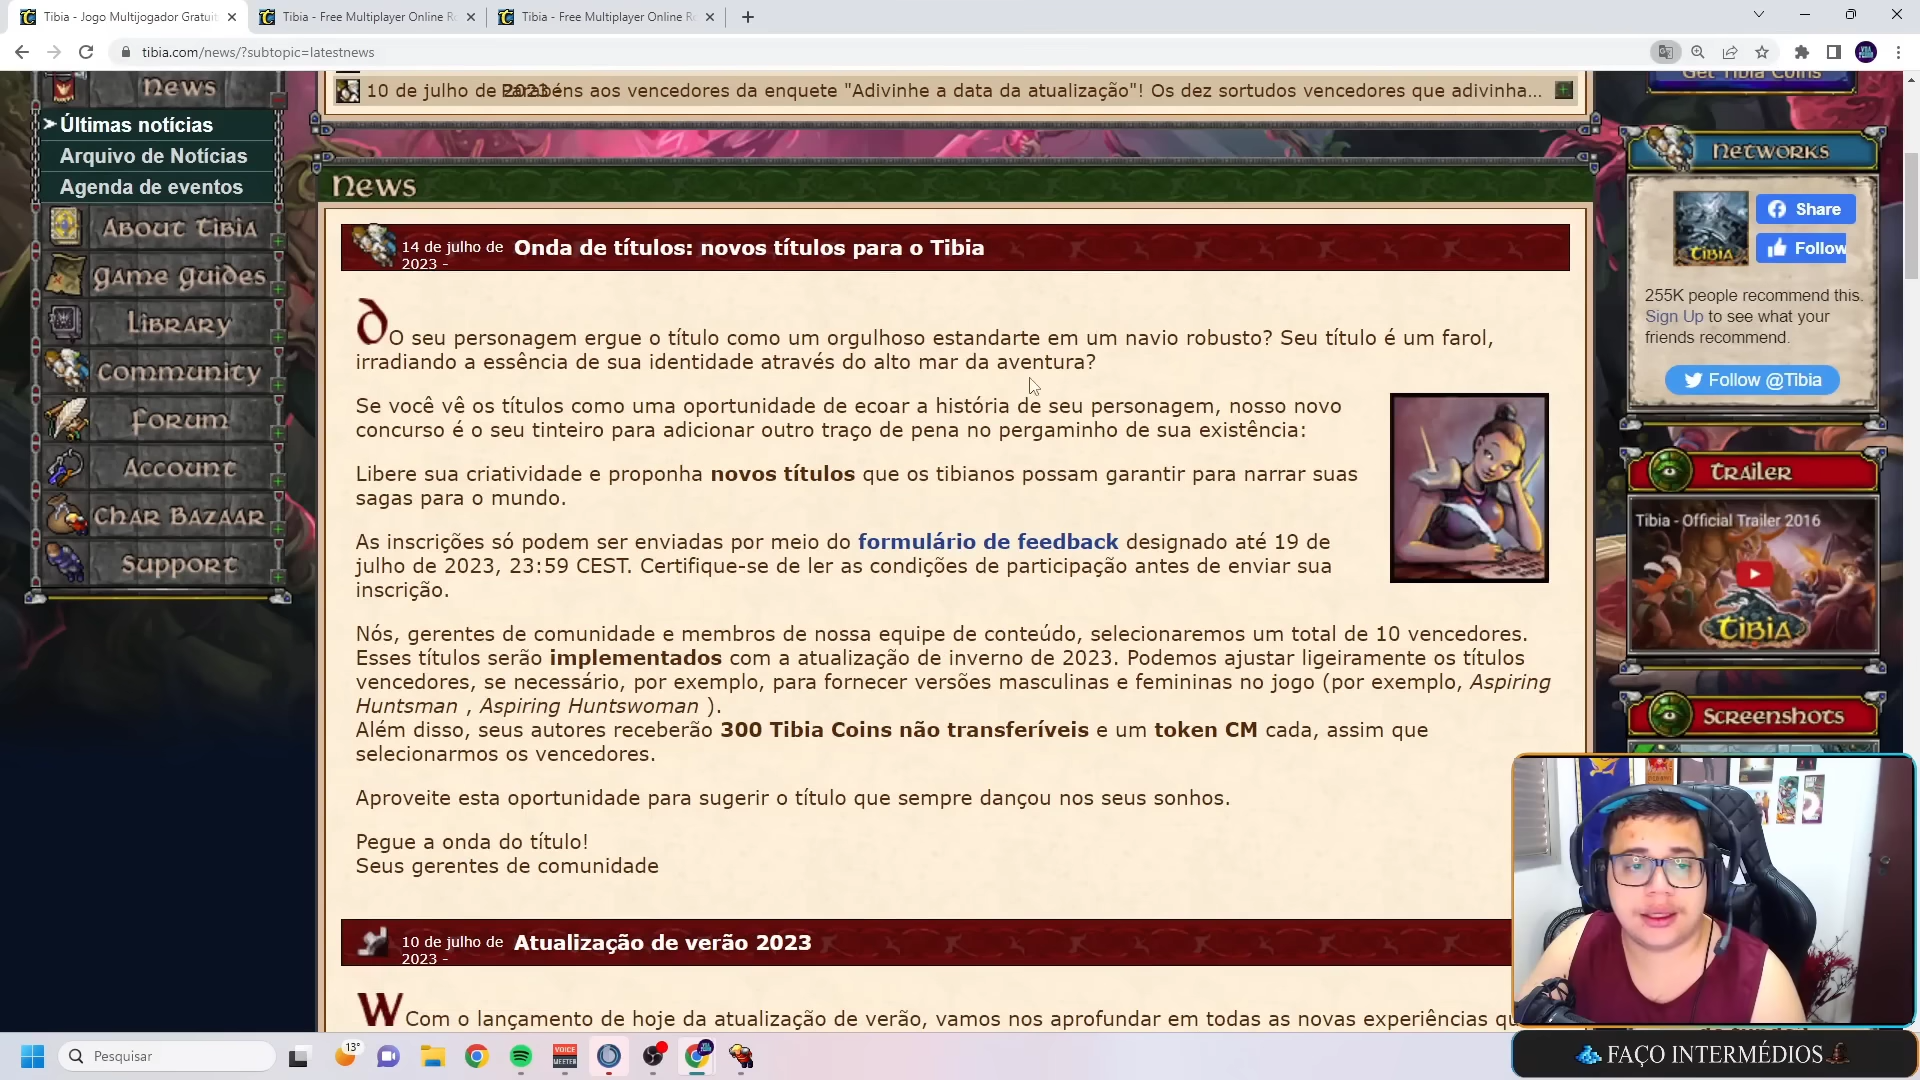 Tibia - Jogo Multijogador Gratuit
Tibia - Free Multiplayer Online Ro
Tibia - Free Multiplayer Online Ro
tibia.com/news/?subtopic=latestnews
News
Últimas notícias
Arquivo de Notícias
Agenda de eventos
About Tibia
Game Guides
Library
Community
Forum
Account
Char Bazaar
Support
10 de julho de 2023 - Parabéns aos vencedores da enquete "Adivinhe a data da atualização"! Os dez sortudos vencedores que adivinha...
News
14 de julho de 2023 - Onda de títulos: novos títulos para o Tibia
O seu personagem ergue o título como um orgulhoso estandarte em um navio robusto? Seu título é um farol,
irradiando a essência de sua identidade através do alto mar da aventura?
Se você vê os títulos como uma oportunidade de ecoar a história de seu personagem, nosso novo
concurso é o seu tinteiro para adicionar outro traço de pena no pergaminho de sua existência:
Libere sua criatividade e proponha novos títulos que os tibianos possam garantir para narrar suas
sagas para o mundo.
As inscrições só podem ser enviadas por meio do formulário de feedback designado até 19 de
julho de 2023, 23:59 CEST. Certifique-se de ler as condições de participação antes de enviar sua
inscrição.
Nós, gerentes de comunidade e membros de nossa equipe de conteúdo, selecionaremos um total de 10 vencedores.
Esses títulos serão implementados com a atualização de inverno de 2023. Podemos ajustar ligeiramente os títulos
vencedores, se necessário, por exemplo, para fornecer versões masculinas e femininas no jogo (por exemplo, Aspiring
Huntsman , Aspiring Huntswoman ).
Além disso, seus autores receberão 300 Tibia Coins não transferíveis e um token CM cada, assim que
selecionarmos os vencedores.
Aproveite esta oportunidade para sugerir o título que sempre dançou nos seus sonhos.
Pegue a onda do título!
Seus gerentes de comunidade
10 de julho de 2023 - Atualização de verão 2023
W Com o lançamento de hoje da atualização de verão, vamos nos aprofundar em todas as novas experiências qu
Get Tibia Coins
Networks
TIBIA
Share
Follow
255K people recommend this.
Sign Up to see what your
friends recommend.
Follow @Tibia
Trailer
Tibia - Official Trailer 2016
TIBIA
Screenshots
FAÇO INTERMÉDIOS
Pesquisar
13°
VOICE
MEETER